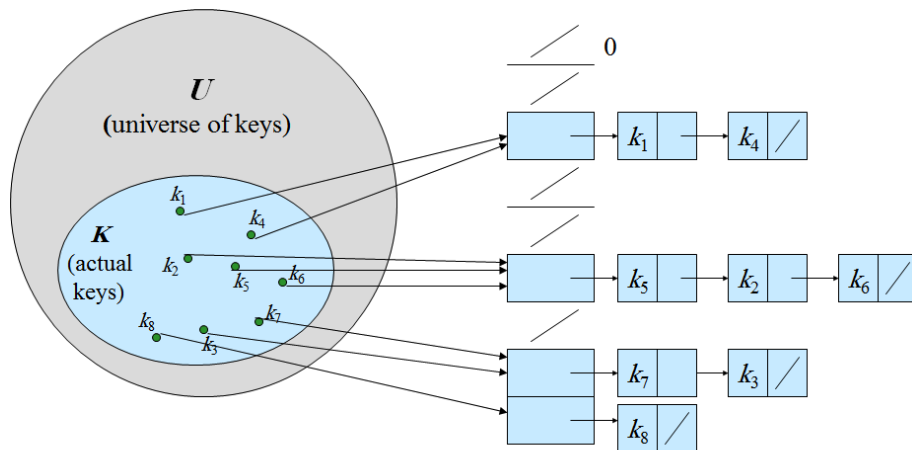 U
(universe of keys)
K
(actual
keys)
k1
k4
k2
k5
k6
k7
k8
k3
0
k1
k4
k5
k2
k6
k7
k3
k8